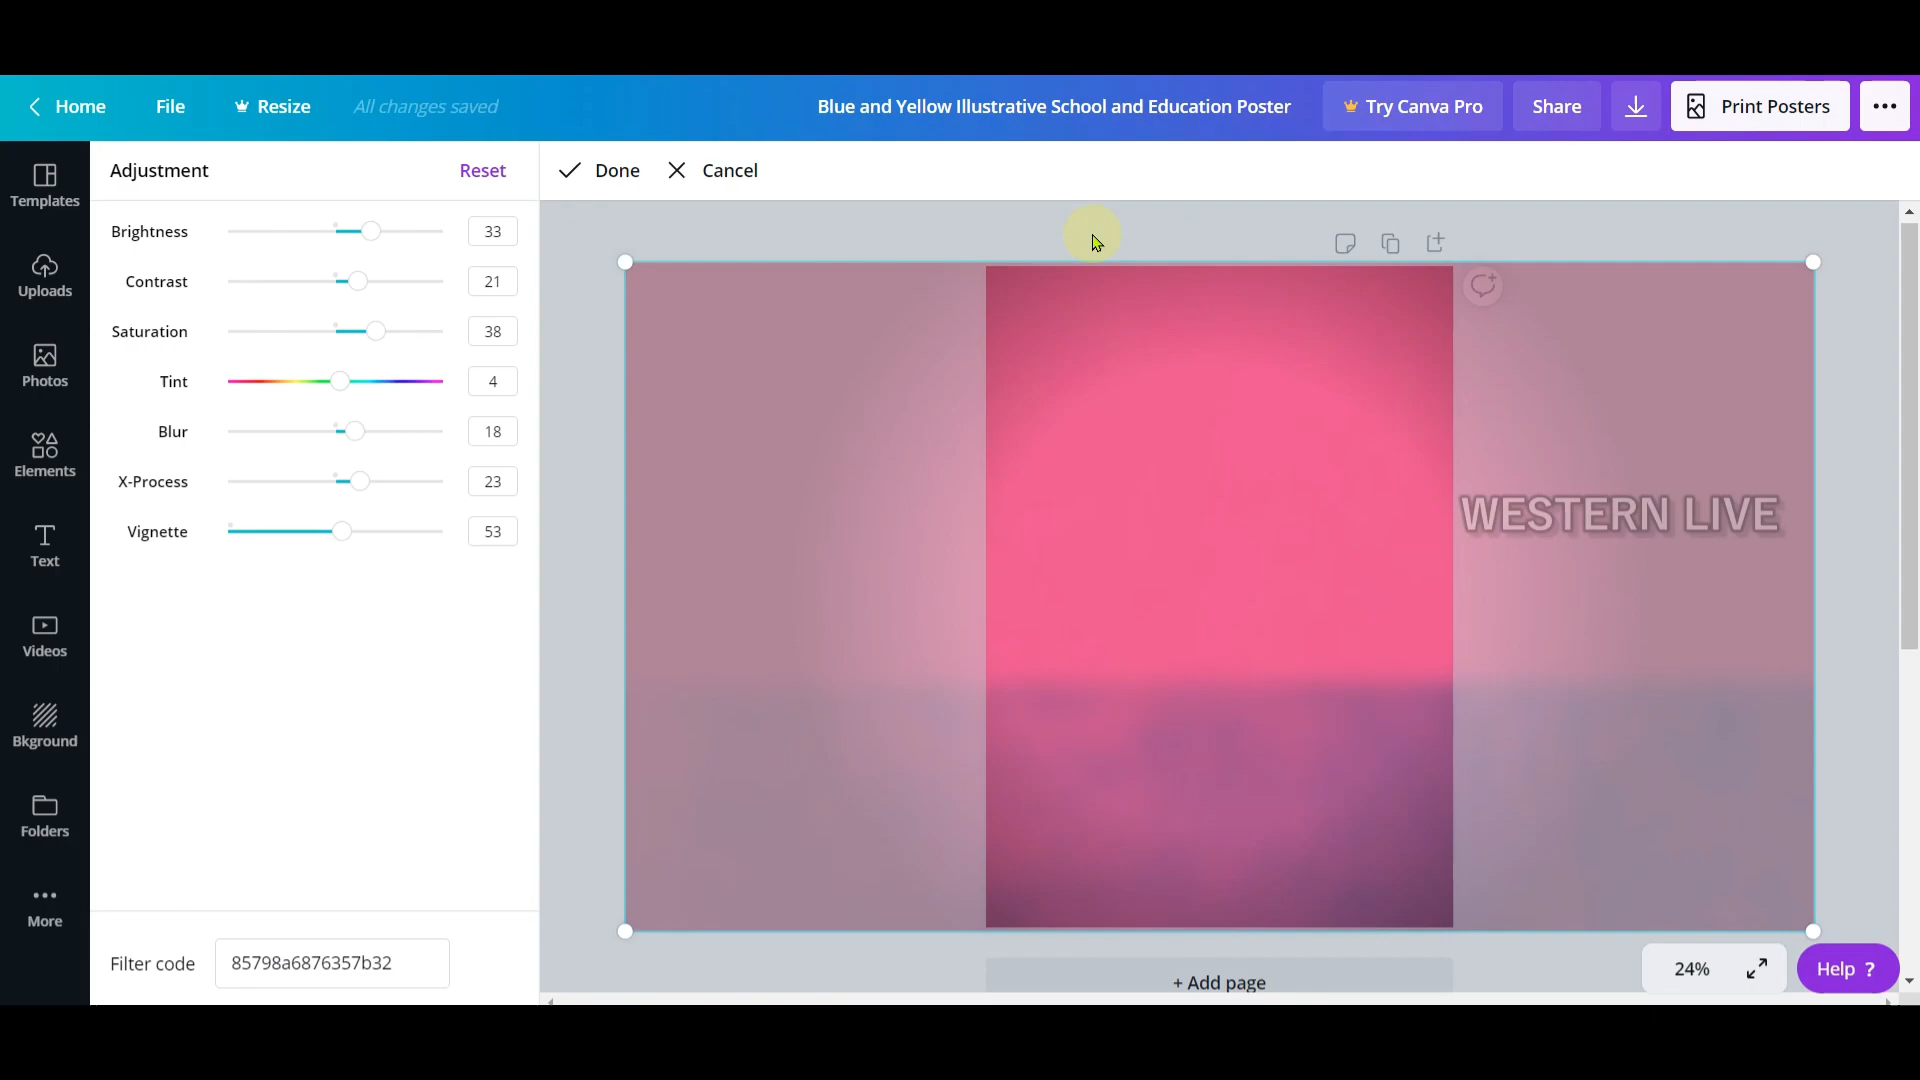 Home File Resize All changes saved Blue and Yellow Illustrative School and Education Poster Try Canva Pro Share Print Posters
Adjustment Reset Done Cancel
Templates
Uploads
Photos
Elements
Text
Videos
Bkground
Folders
More
Brightness 33
Contrast 21
Saturation 38
Tint 4
Blur 18
X-Process 23
Vignette 53
Filter code 85798a6876357b32
WESTERN LIVE
+ Add page
24% Help ?